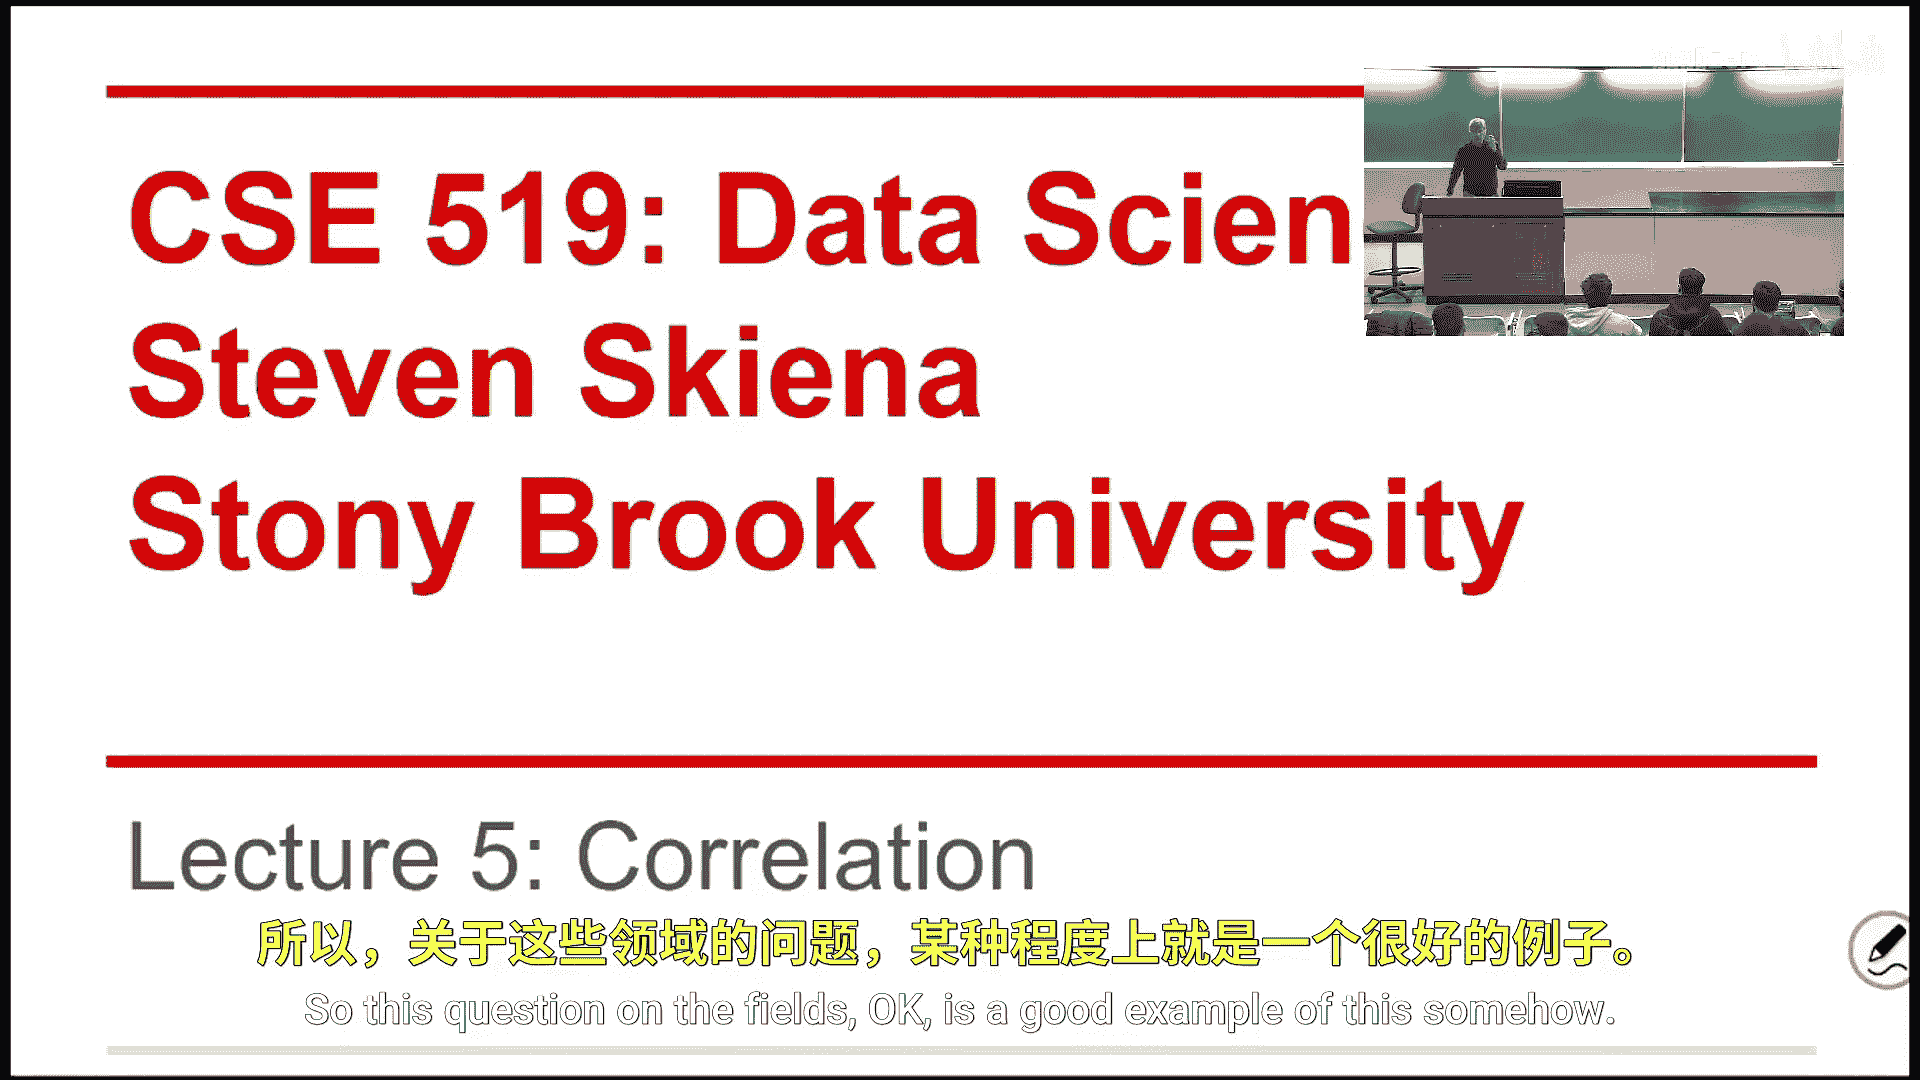 CSE 519: Data Scien
Steven Skiena
Stony Brook University
Lecture 5: Correlation
所以，关于这些领域的问题，某种程度上就是一个很好的例子。
So this question on the fields, OK, is a good example of this somehow.